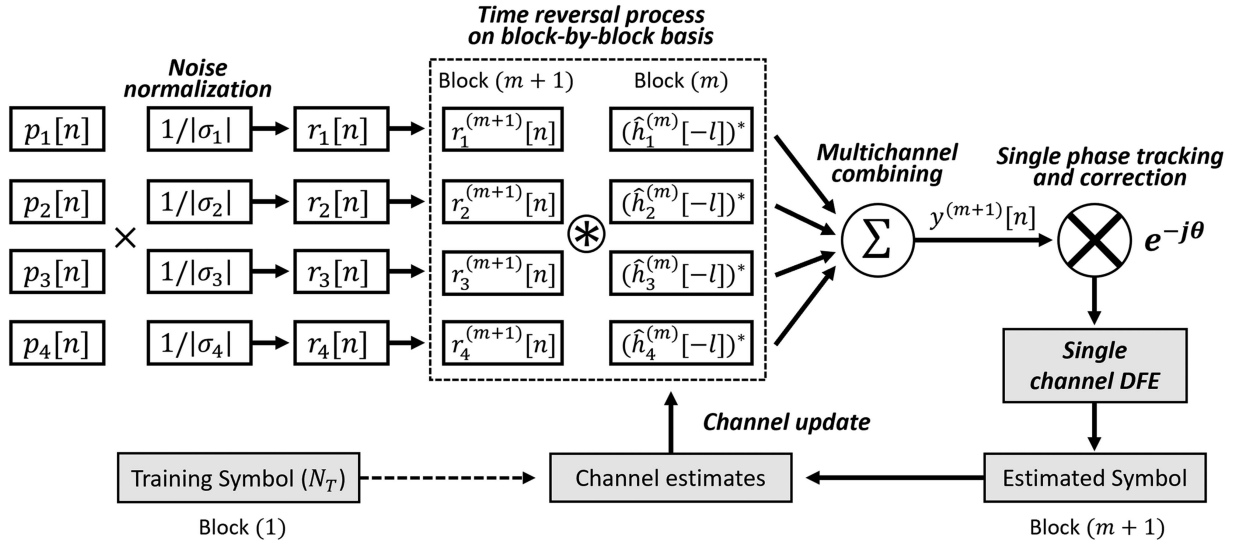 Time reversal process
on block-by-block basis
Noise
normalization
Block (m + 1)
Block (m)
p₁[n]
1/|σ₁|
r₁[n]
r₁^(m+1)[n]
(ĥ₁^(m)[−l])*
Multichannel
combining
Single phase tracking
and correction
p₂[n]
1/|σ₂|
r₂[n]
r₂^(m+1)[n]
(ĥ₂^(m)[−l])*
×
⊛
Σ
y^(m+1)[n]
e^−jθ
p₃[n]
1/|σ₃|
r₃[n]
r₃^(m+1)[n]
(ĥ₃^(m)[−l])*
p₄[n]
1/|σ₄|
r₄[n]
r₄^(m+1)[n]
(ĥ₄^(m)[−l])*
Single
channel DFE
Channel update
Training Symbol (N_T)
Channel estimates
Estimated Symbol
Block (1)
Block (m + 1)